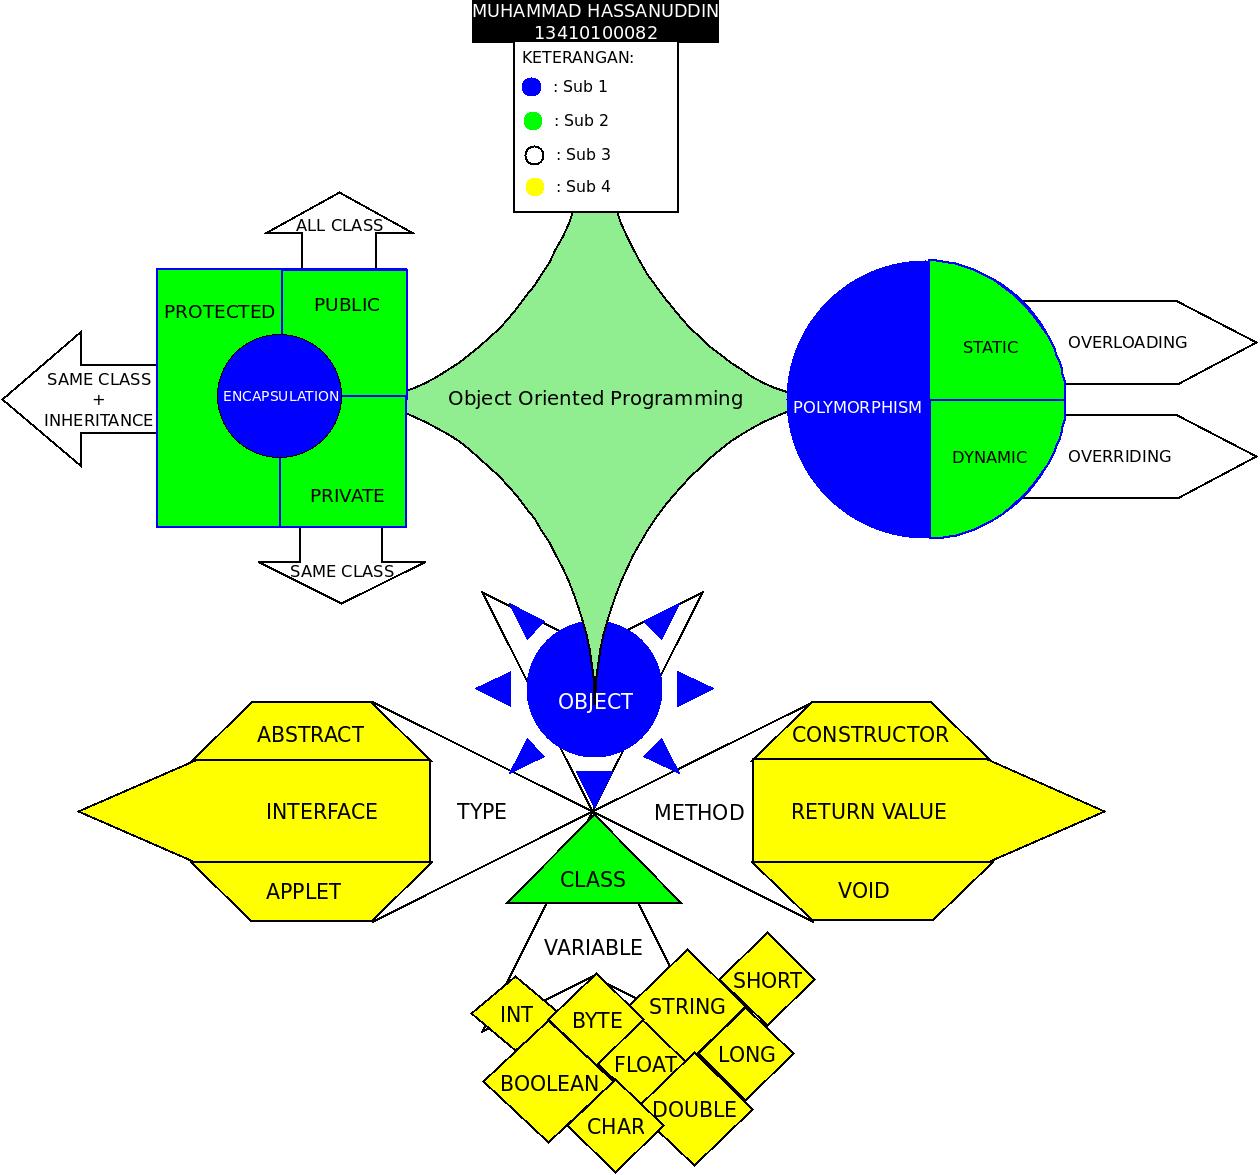 MUHAMMAD HASSANUDDIN
13410100082
KETERANGAN:
: Sub 1
: Sub 2
: Sub 3
: Sub 4
ALL CLASS
PROTECTED
PUBLIC
SAME CLASS
+
INHERITANCE
ENCAPSULATION
PRIVATE
SAME CLASS
Object Oriented Programming
POLYMORPHISM
STATIC
OVERLOADING
DYNAMIC
OVERRIDING
OBJECT
ABSTRACT
INTERFACE
APPLET
TYPE
METHOD
CONSTRUCTOR
RETURN VALUE
VOID
CLASS
VARIABLE
INT
BYTE
STRING
SHORT
BOOLEAN
FLOAT
LONG
CHAR
DOUBLE